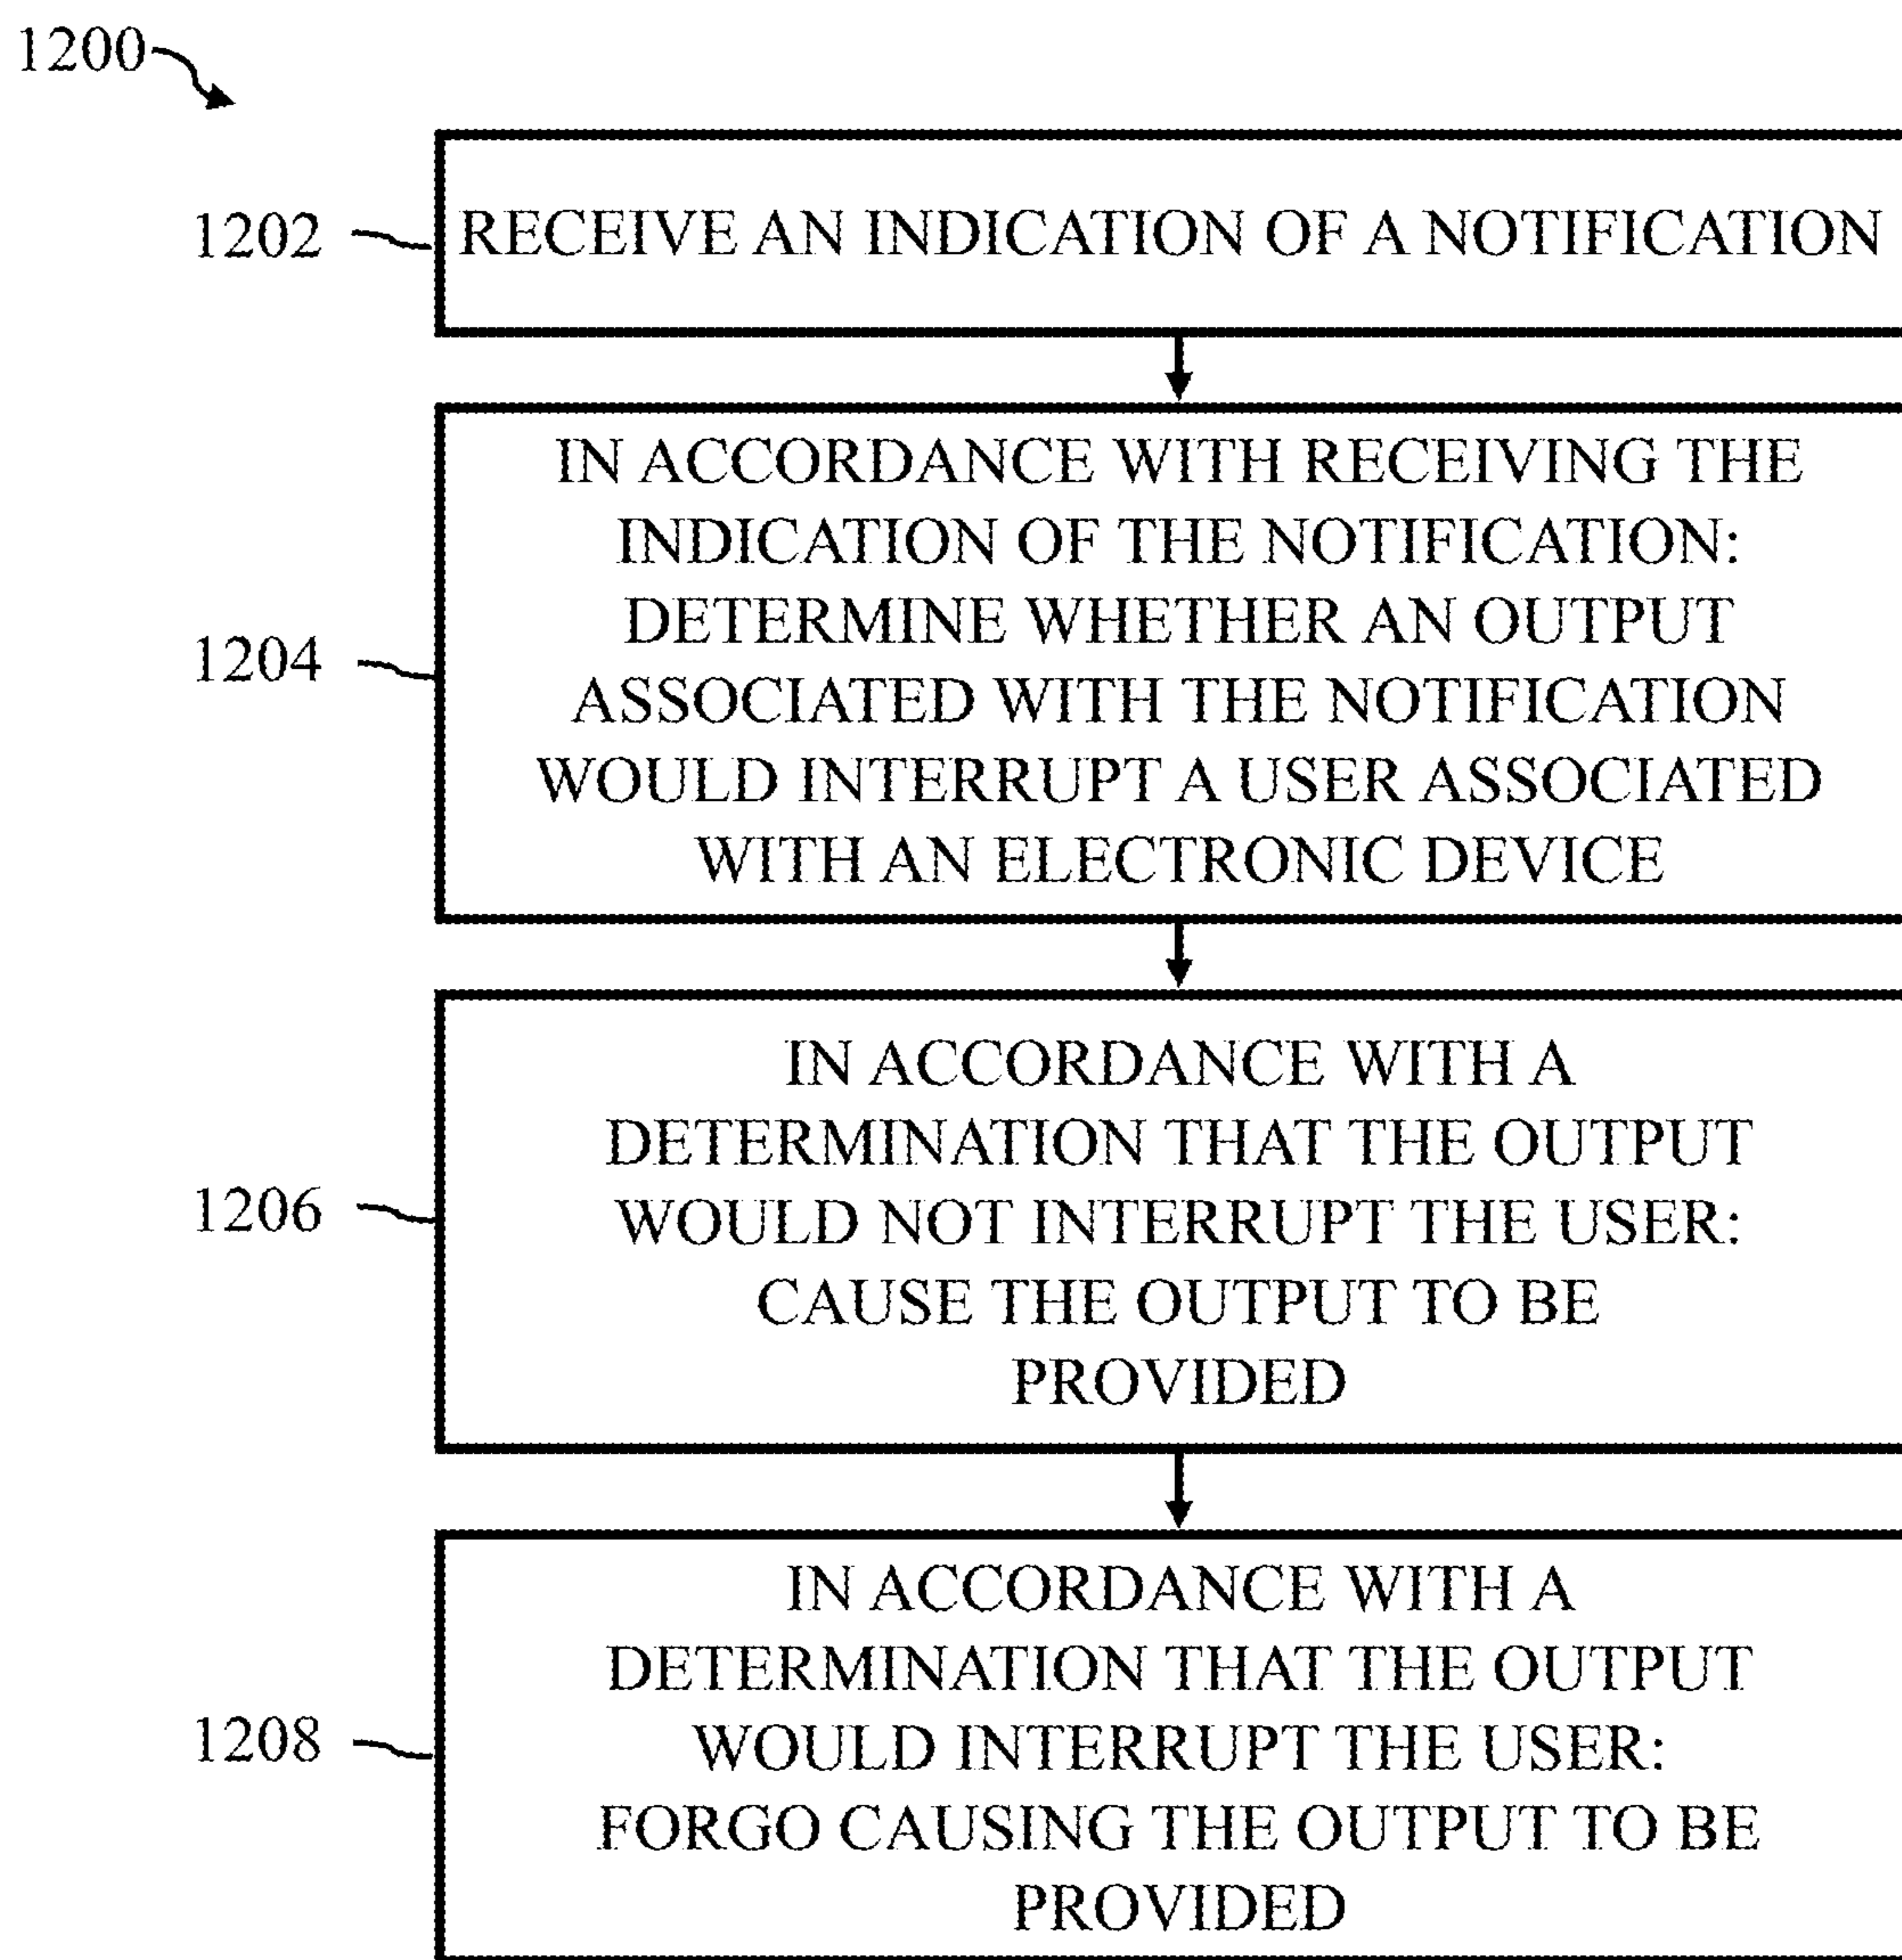 1200
1202
RECEIVE AN INDICATION OF A NOTIFICATION
1204
IN ACCORDANCE WITH RECEIVING THE
INDICATION OF THE NOTIFICATION:
DETERMINE WHETHER AN OUTPUT
ASSOCIATED WITH THE NOTIFICATION
WOULD INTERRUPT A USER ASSOCIATED
WITH AN ELECTRONIC DEVICE
1206
IN ACCORDANCE WITH A
DETERMINATION THAT THE OUTPUT
WOULD NOT INTERRUPT THE USER:
CAUSE THE OUTPUT TO BE
PROVIDED
1208
IN ACCORDANCE WITH A
DETERMINATION THAT THE OUTPUT
WOULD INTERRUPT THE USER:
FORGO CAUSING THE OUTPUT TO BE
PROVIDED